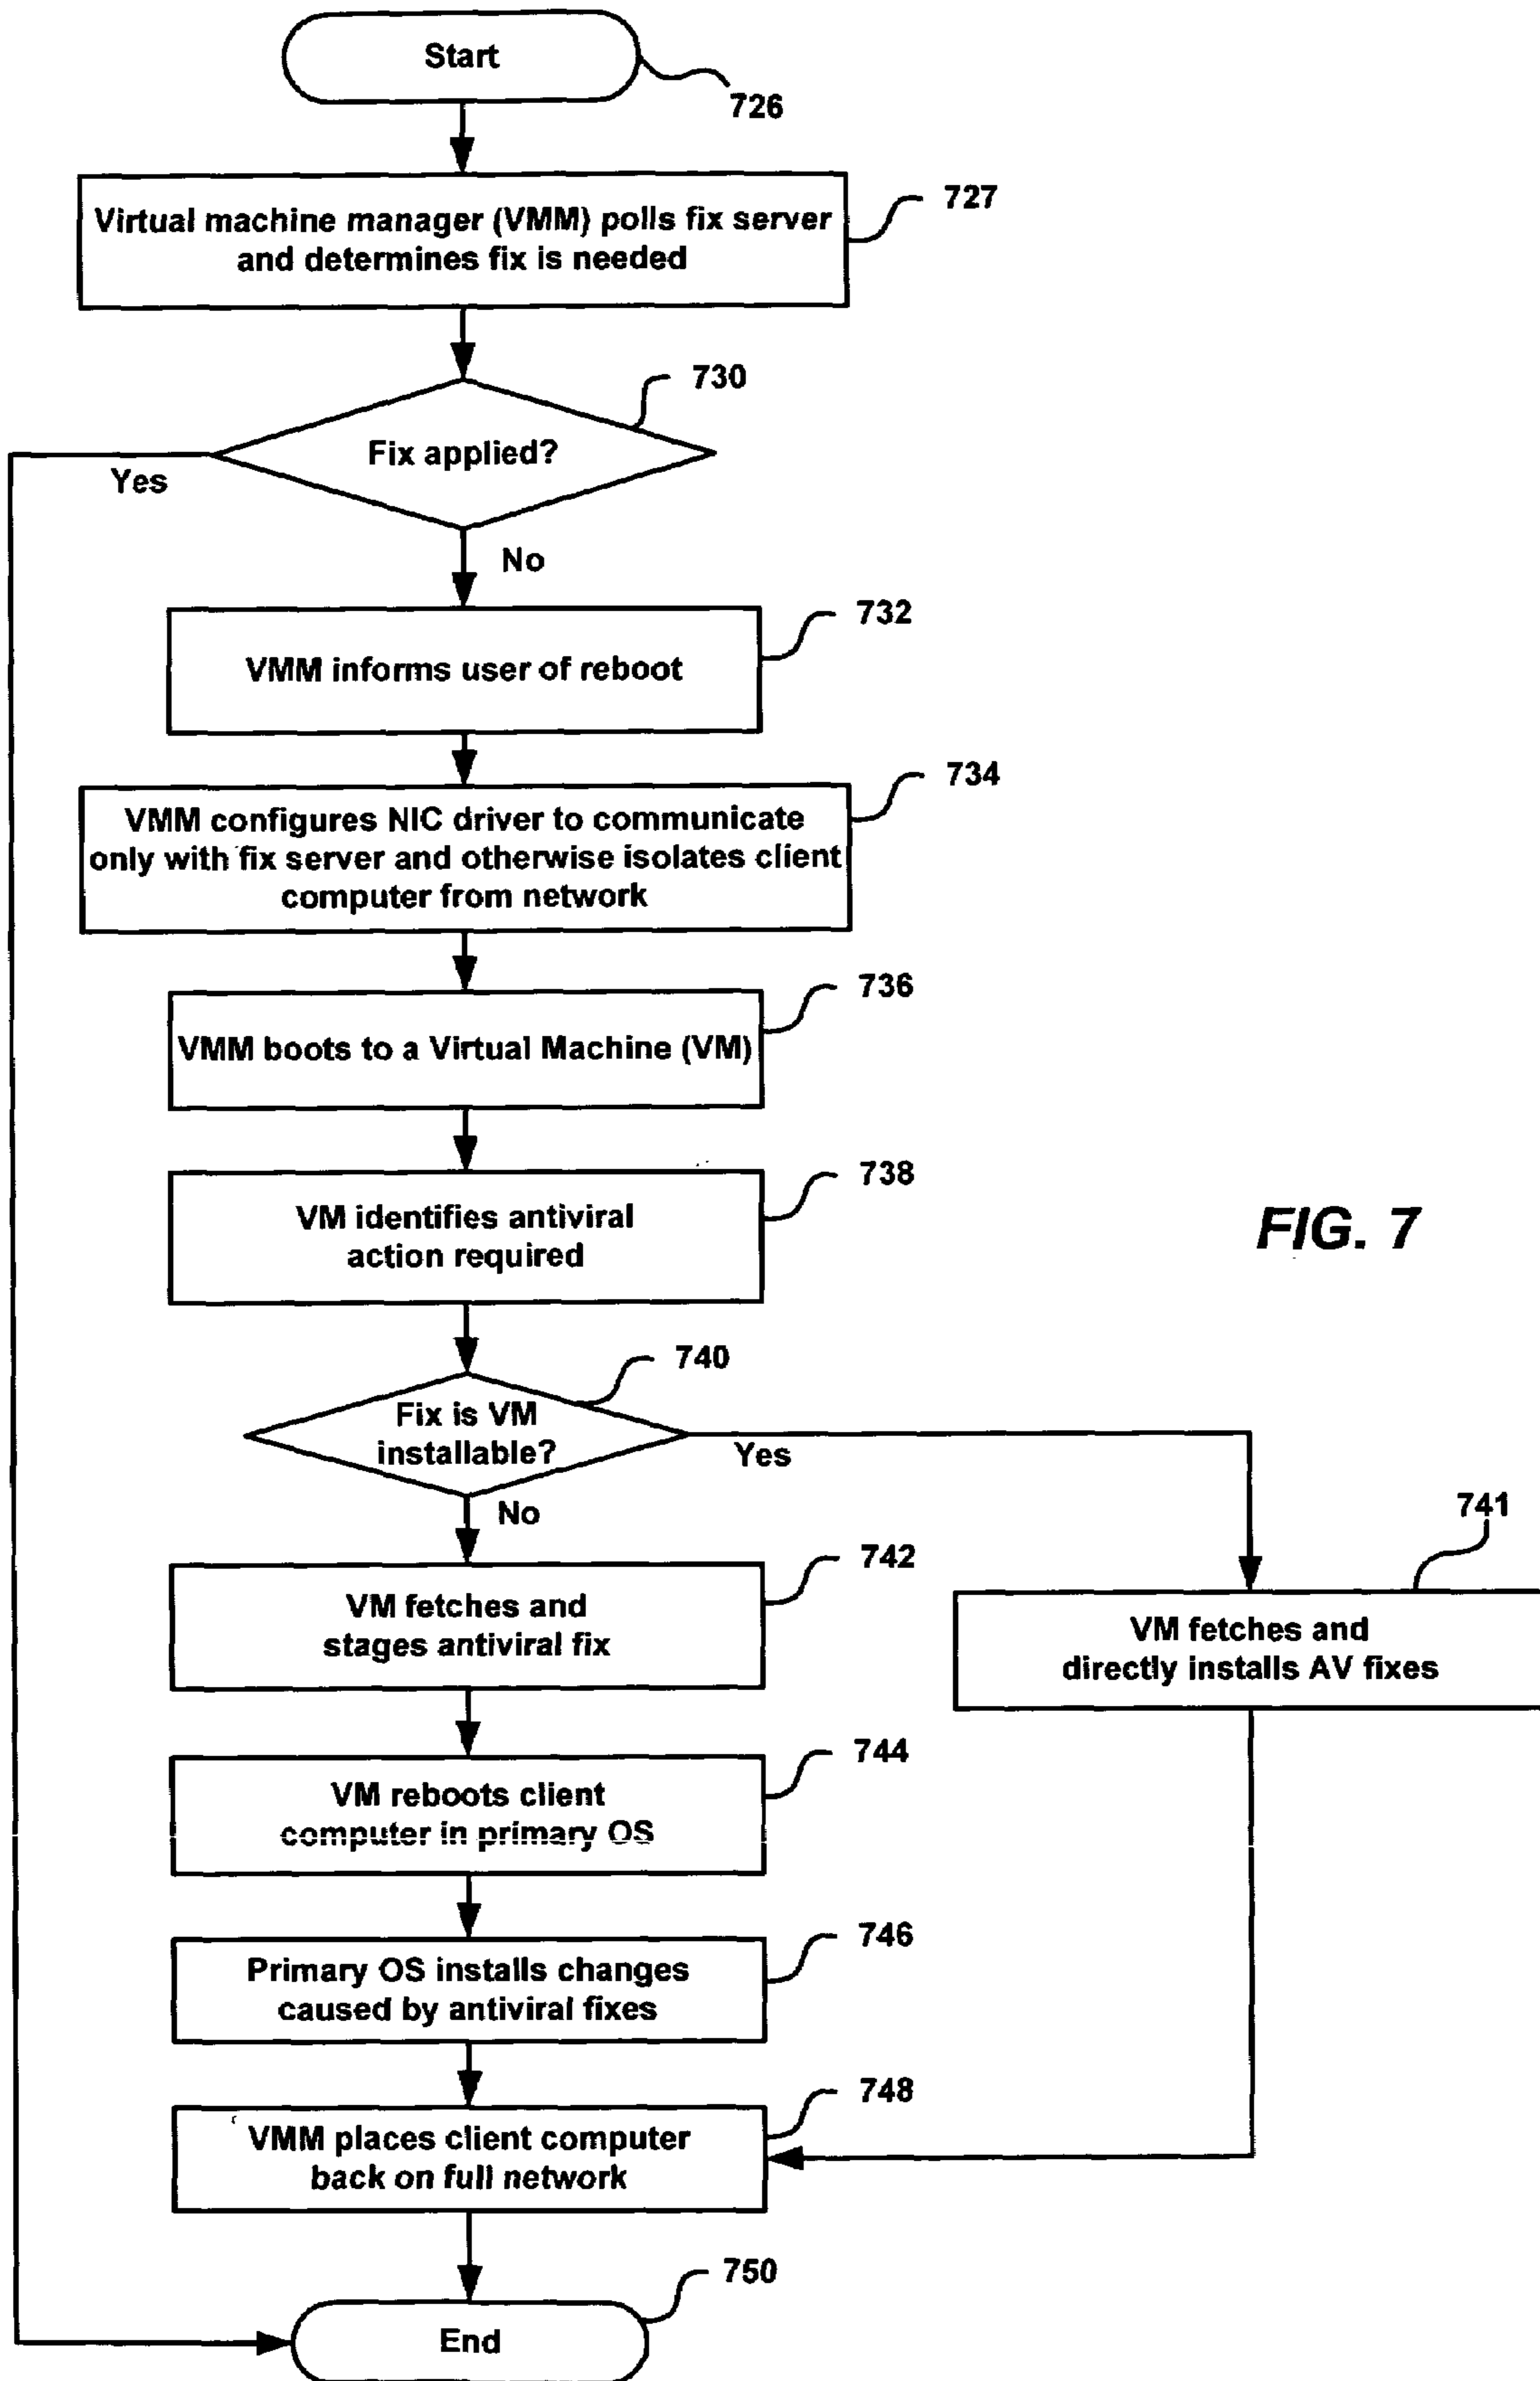 Start
726
Virtual machine manager (VMM) polls fix server
and determines fix is needed
727
730
Fix applied?
Yes
No
732
VMM informs user of reboot
734
VMM configures NIC driver to communicate
only with fix server and otherwise isolates client
computer from network
736
VMM boots to a Virtual Machine (VM)
738
VM identifies antiviral
action required
FIG. 7
740
Fix is VM
installable?
Yes
No
741
742
VM fetches and
stages antiviral fix
VM fetches and
directly installs AV fixes
744
VM reboots client
computer in primary OS
746
Primary OS installs changes
caused by antiviral fixes
748
VMM places client computer
back on full network
750
End